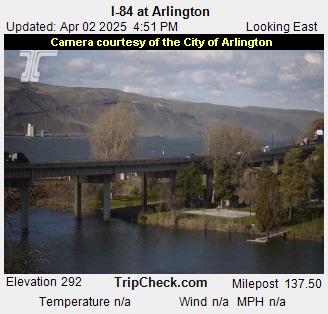 I-84 at Arlington
Updated: Apr 02 2025 4:51 PM Looking East
Camera courtesy of the City of Arlington
Elevation 292 TripCheck.com Milepost 137.50
Temperature n/a Wind n/a MPH n/a